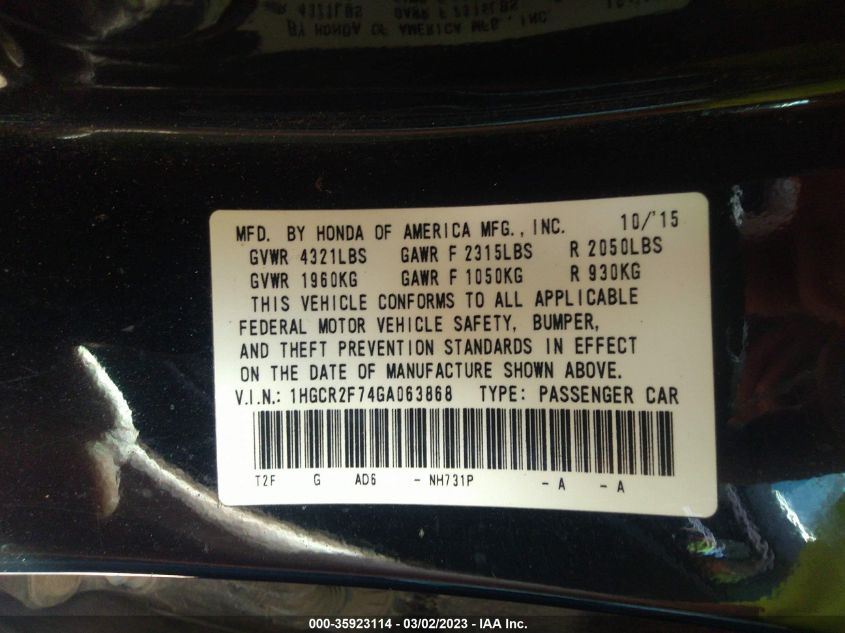 MFD. BY HONDA OF AMERICA MFG., INC. 10/'15
GVWR 4321LBS GAWR F 2315LBS R 2050LBS
GVWR 1960KG GAWR F 1050KG R 930KG
THIS VEHICLE CONFORMS TO ALL APPLICABLE
FEDERAL MOTOR VEHICLE SAFETY, BUMPER,
AND THEFT PREVENTION STANDARDS IN EFFECT
ON THE DATE OF MANUFACTURE SHOWN ABOVE.
V.I.N.: 1HGCR2F74GA063868 TYPE: PASSENGER CAR
T2F G AD6 - NH731P - A - A
000-35923114 - 03/02/2023 - IAA Inc.